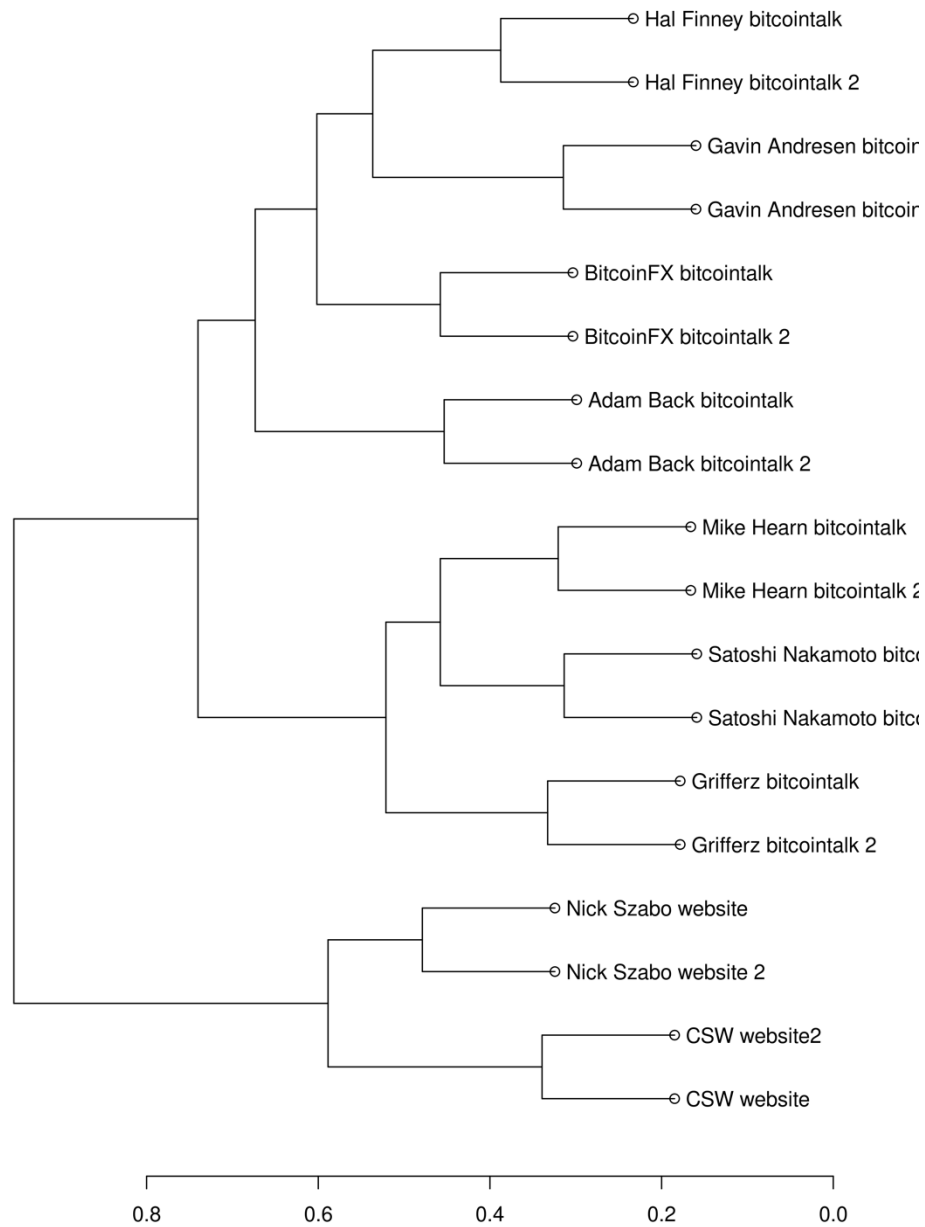 Hal Finney bitcointalk
Hal Finney bitcointalk 2
Gavin Andresen bitcoin
Gavin Andresen bitcoin
BitcoinFX bitcointalk
BitcoinFX bitcointalk 2
Adam Back bitcointalk
Adam Back bitcointalk 2
Mike Hearn bitcointalk
Mike Hearn bitcointalk 2
Satoshi Nakamoto bitco
Satoshi Nakamoto bitco
Grifferz bitcointalk
Grifferz bitcointalk 2
Nick Szabo website
Nick Szabo website 2
CSW website2
CSW website
0.8 0.6 0.4 0.2 0.0